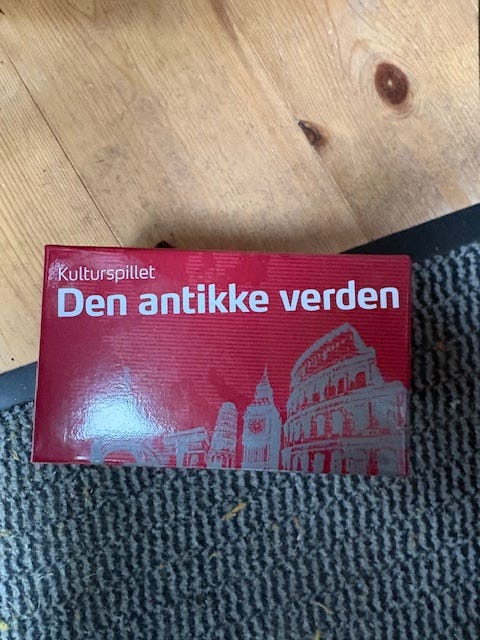 Kulturspillet
Den antikke verden